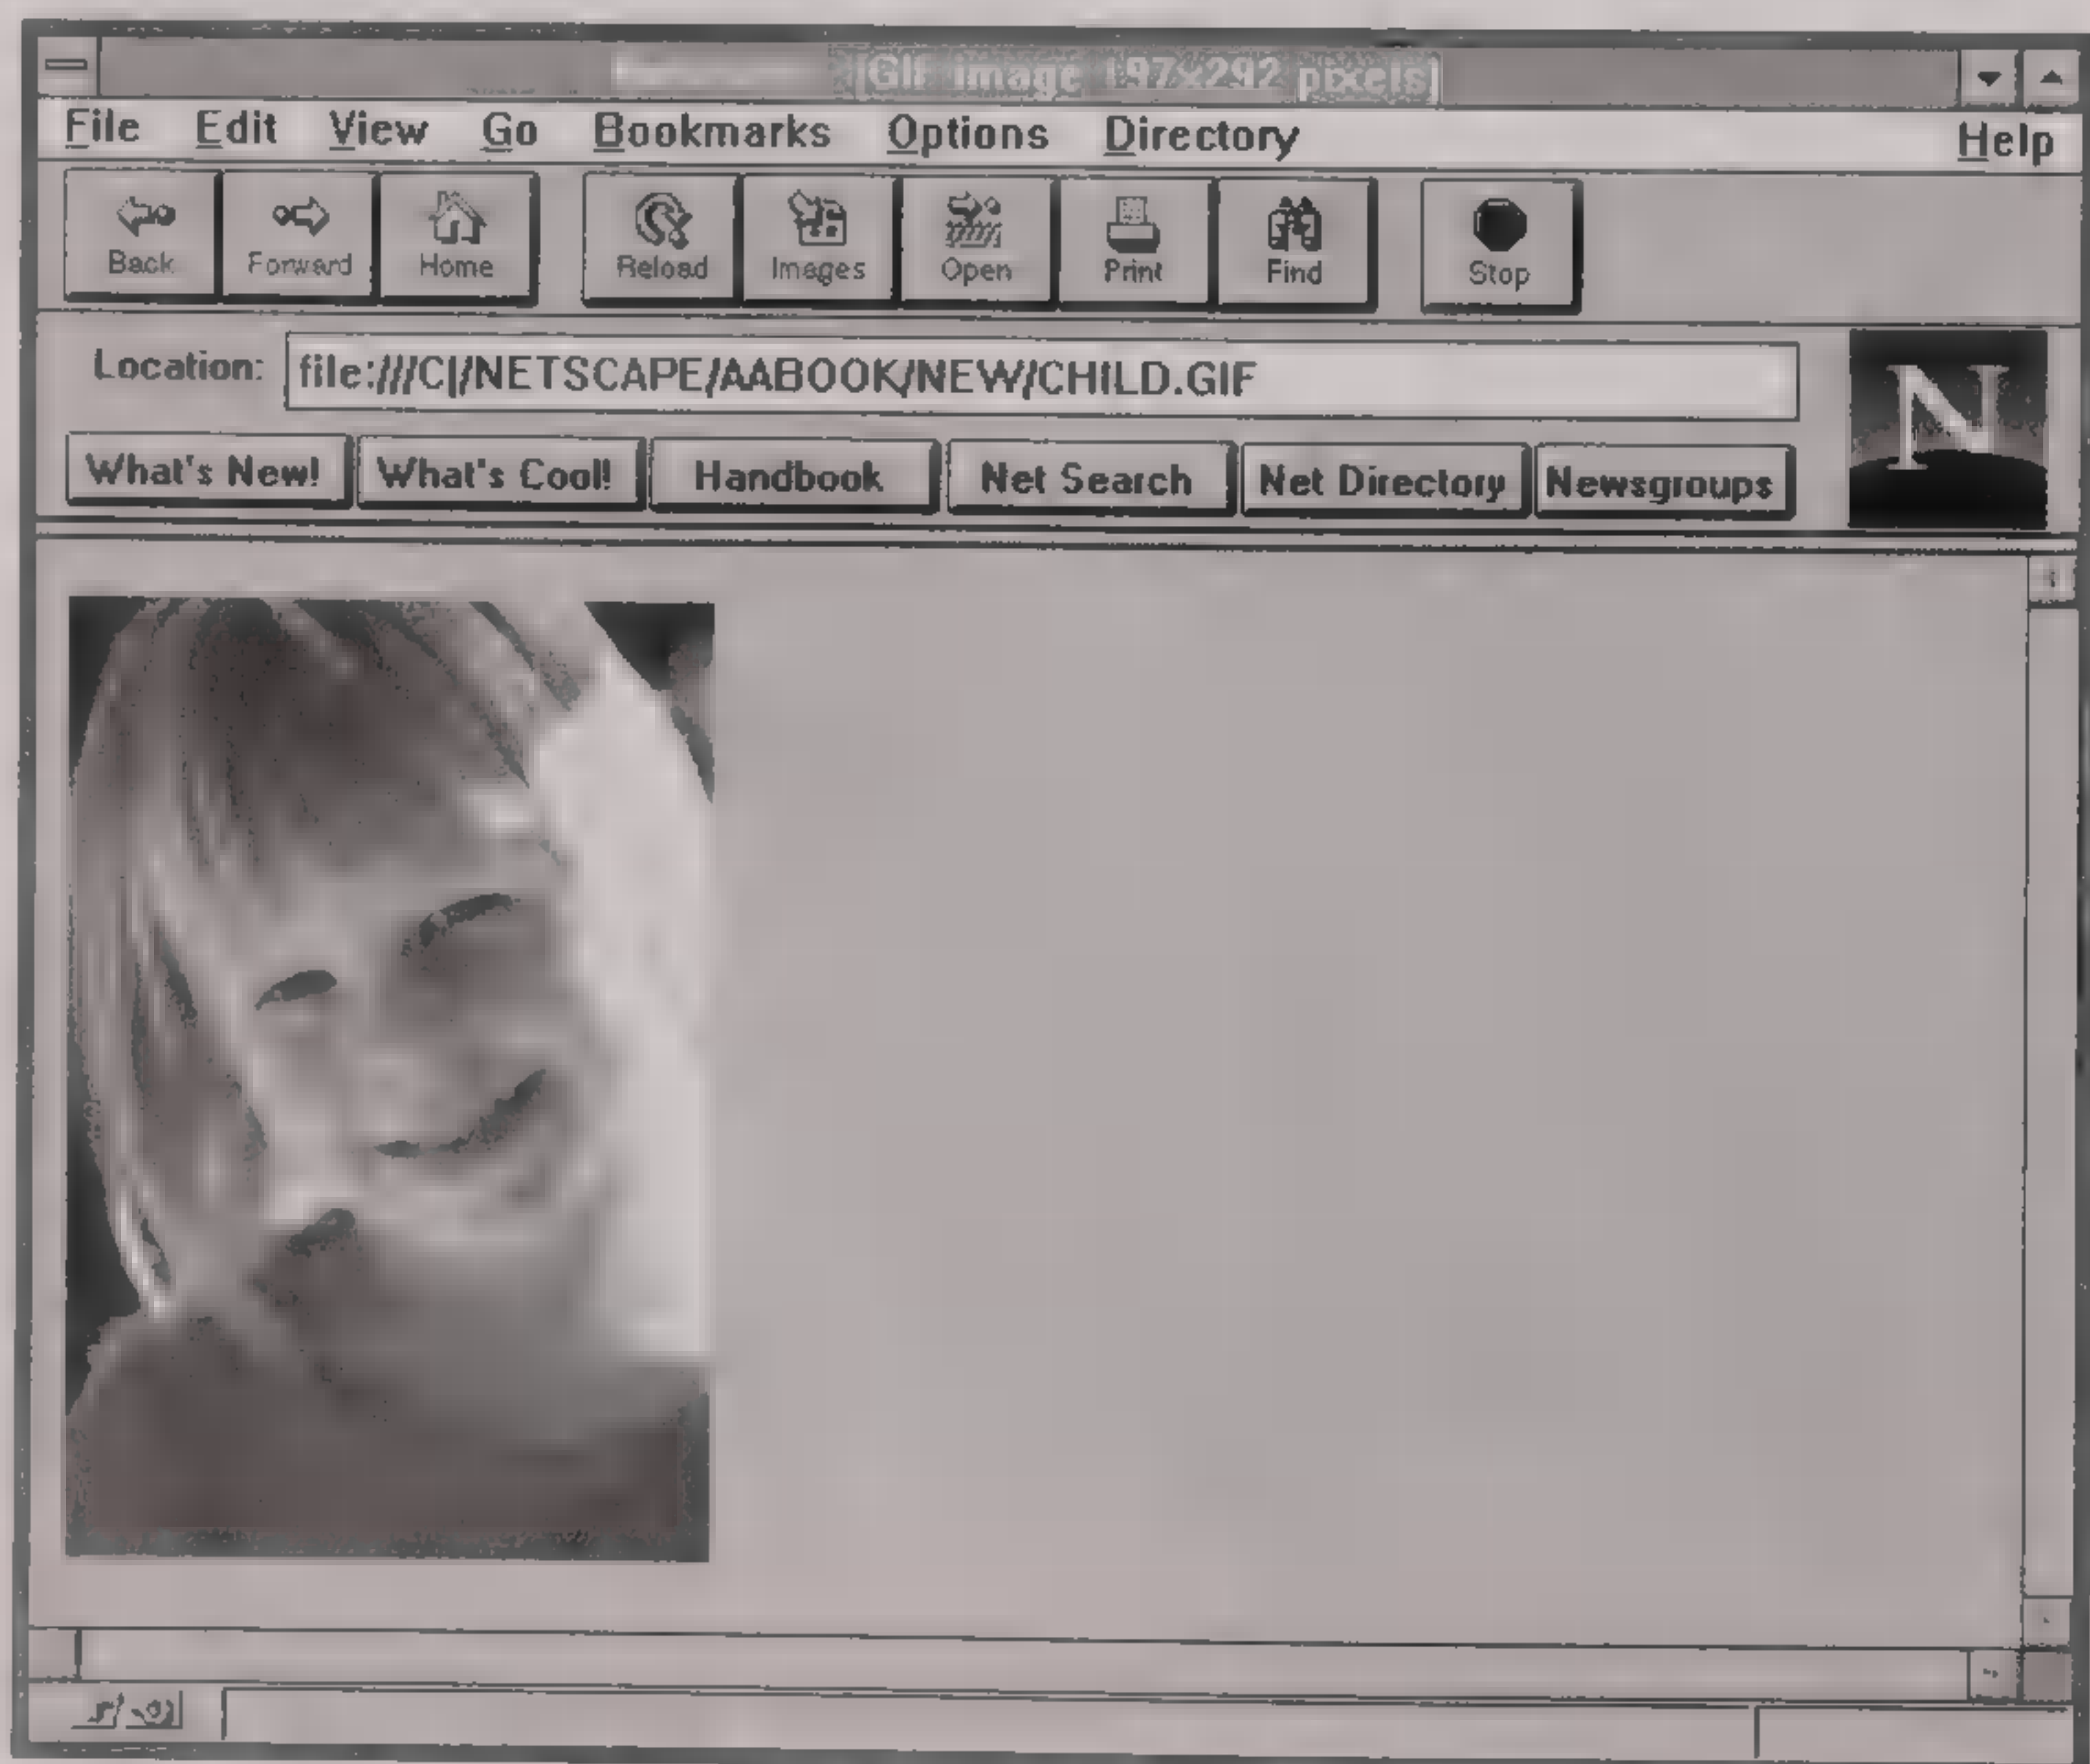 [GIF image 197x292 pixels]
File Edit View Go Bookmarks Options Directory Help
Back Forward Home Reload Images Open Print Find Stop
Location: file:///C|/NETSCAPE/AABOOK/NEW/CHILD.GIF
N
What's New! What's Cool! Handbook Net Search Net Directory Newsgroups